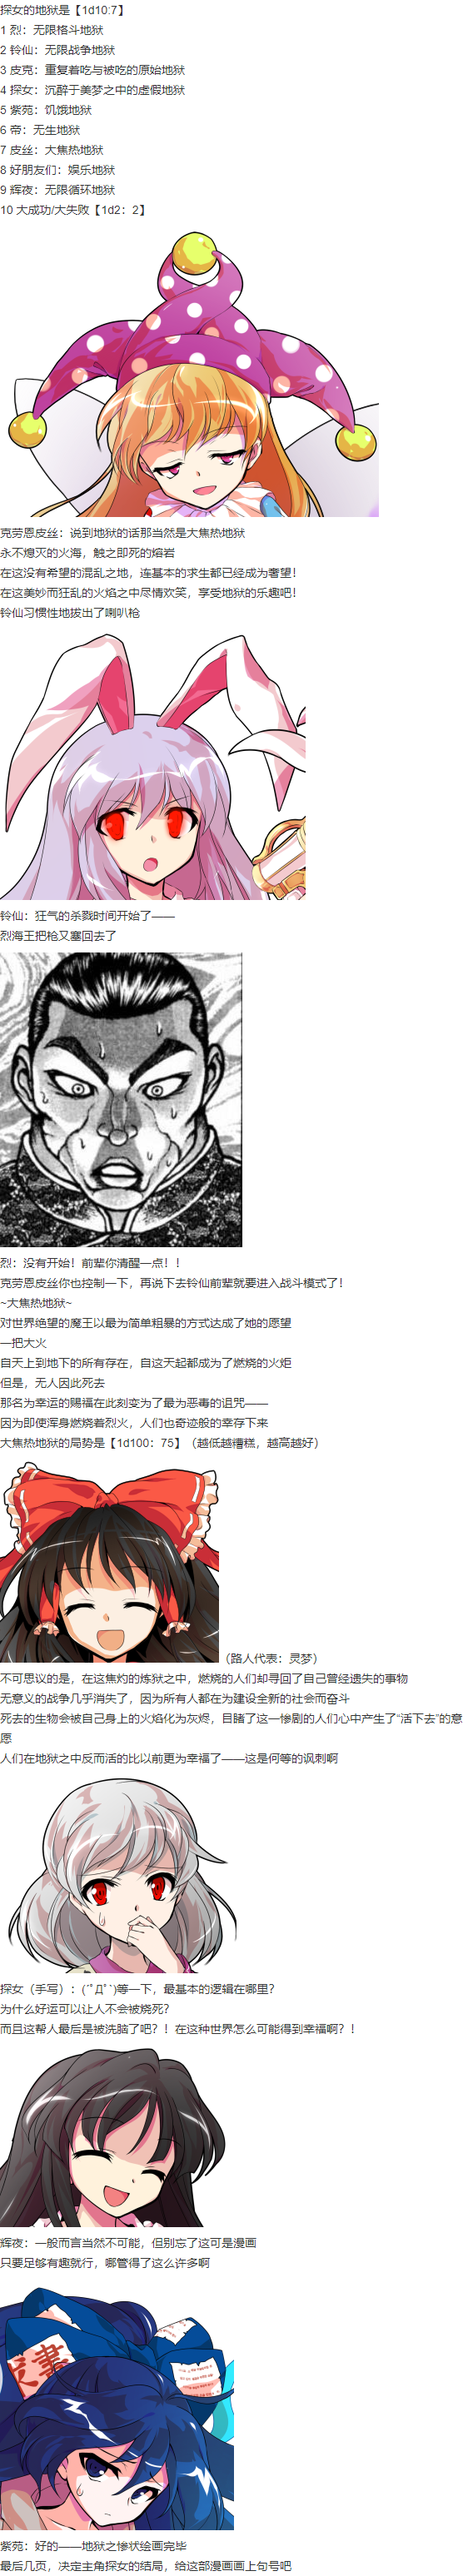 探女的地狱是【1d10:7】
1 烈：无限格斗地狱
2 铃仙：无限战争地狱
3 皮克：重复着吃与被吃的原始地狱
4 探女：沉醉于美梦之中的虚假地狱
5 紫苑：饥饿地狱
6 帝：无生地狱
7 皮丝：大焦热地狱
8 好朋友们：娱乐地狱
9 辉夜：无限循环地狱
10 大成功/大失败【1d2：2】
克劳恩皮丝：说到地狱的话那当然是大焦热地狱
永不熄灭的火海，触之即死的熔岩
在这没有希望的混乱之地，连基本的求生都已经成为奢望！
在这美妙而狂乱的火焰之中尽情欢笑，享受地狱的乐趣吧！
铃仙习惯性地拔出了喇叭枪
铃仙：狂气的杀戮时间开始了——
烈海王把枪又塞回去了
烈：没有开始！前辈你清醒一点！！
克劳恩皮丝你也控制一下，再说下去铃仙前辈就要进入战斗模式了！
~大焦热地狱~
对世界绝望的魔王以最为简单粗暴的方式达成了她的愿望
一把大火
自天上到地下的所有存在，自这天起都成为了燃烧的火炬
但是，无人因此死去
那名为幸运的赐福在此刻变为了最为恶毒的诅咒——
因为即便浑身燃烧着烈火，人们也奇迹般的幸存下来
大焦热地狱的局势是【1d100：75】（越低越糟糕，越高越好）
（路人代表：灵梦）
不可思议的是，在这焦灼的炼狱之中，燃烧的人们却寻回了自己曾经遗失的事物
无意义的战争几乎消失了，因为所有人都在为建设全新的社会而奋斗
死去的生物会被自己身上的火焰化为灰烬，目睹了这一惨剧的人们心中产生了“活下去”的意
愿
人们在地狱之中反而活的比以前更为幸福了——这是何等的讽刺啊
探女（手写）：(´ﾟДﾟ`)等一下，最基本的逻辑在哪里？
为什么好运可以让人不会被烧死？
而且这帮人最后是被洗脑了吧？！在这种世界怎么可能得到幸福啊？！
辉夜：一般而言当然不可能，但别忘了这可是漫画
只要足够有趣就行，哪管得了这么许多啊
紫苑：好的——地狱之惨状绘画完毕
最后几页，决定主角探女的结局，给这部漫画画上句号吧